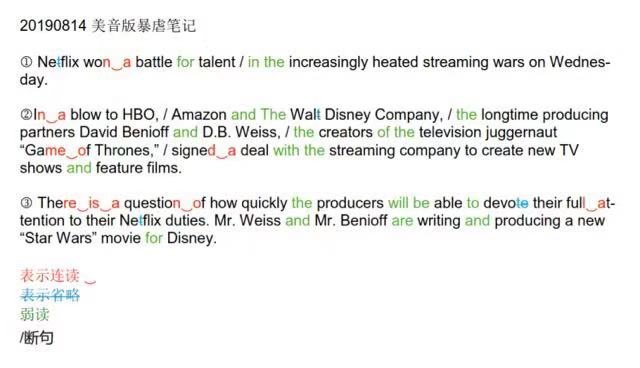 20190814 美音版暴虐笔记
① Netflix won‿a battle for talent / in the increasingly heated streaming wars on Wednes-
day.
②In‿a blow to HBO, / Amazon and The Walt Disney Company, / the longtime producing
partners David Benioff and D.B. Weiss, / the creators of the television juggernaut
“Game‿of Thrones,” / signed‿a deal with the streaming company to create new TV
shows and feature films.
③ There‿is‿a question‿of how quickly the producers will be able to devote their full‿at-
tention to their Netflix duties. Mr. Weiss and Mr. Benioff are writing and producing a new
“Star Wars” movie for Disney.
表示连读 ‿
表示省略
弱读
/断句